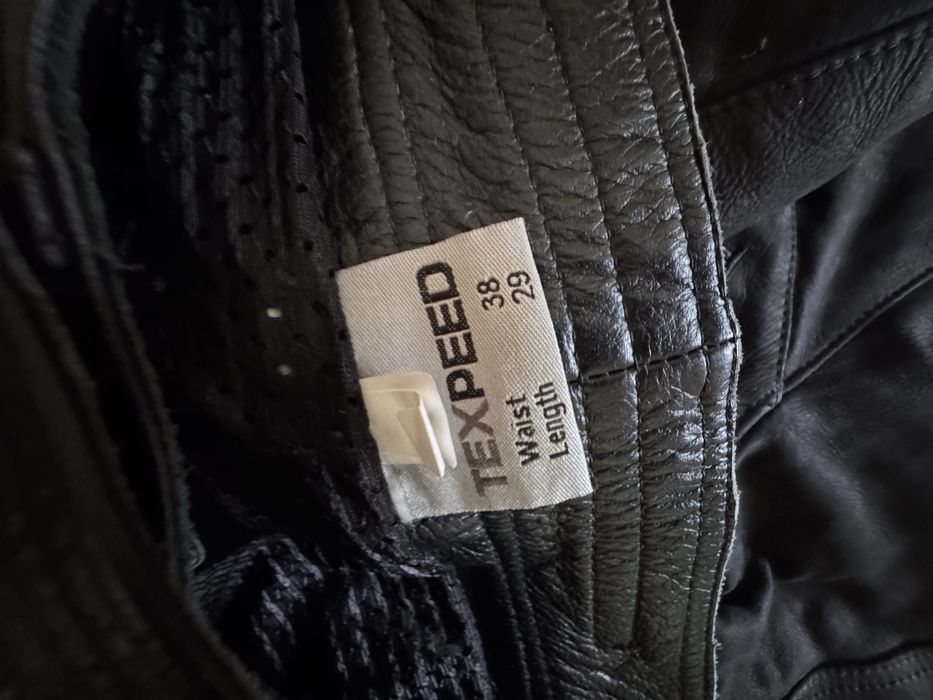 TEXPEED
Waist 38
Length 29